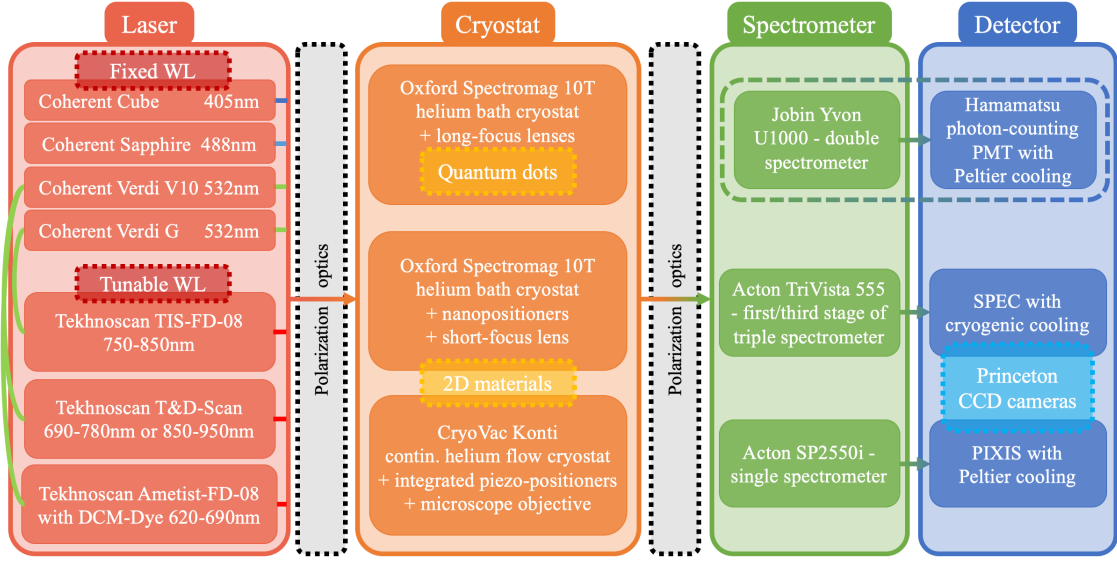 Laser
Fixed WL
Coherent Cube 405nm
Coherent Sapphire 488nm
Coherent Verdi V10 532nm
Coherent Verdi G 532nm
Tunable WL
Tekhnoscan TIS-FD-08
750-850nm
Tekhnoscan T&D-Scan
690-780nm or 850-950nm
Tekhnoscan Ametist-FD-08
with DCM-Dye 620-690nm
Polarization optics
Cryostat
Oxford Spectromag 10T
helium bath cryostat
+ long-focus lenses
Quantum dots
Oxford Spectromag 10T
helium bath cryostat
+ nanopositioners
+ short-focus lens
2D materials
CryoVac Konti
contin. helium flow cryostat
+ integrated piezo-positioners
+ microscope objective
Polarization optics
Spectrometer
Jobin Yvon
U1000 - double
spectrometer
Acton TriVista 555
- first/third stage of
triple spectrometer
Acton SP2550i -
single spectrometer
Detector
Hamamatsu
photon-counting
PMT with
Peltier cooling
SPEC with
cryogenic cooling
Princeton
CCD cameras
PIXIS with
Peltier cooling